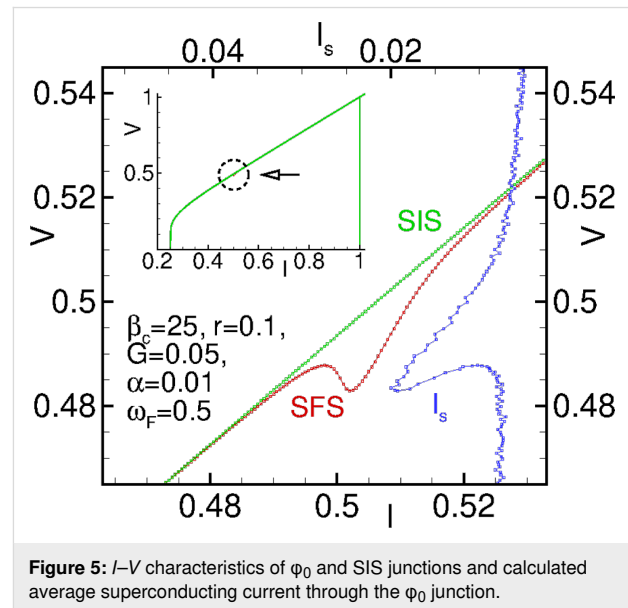 Iₛ
0.04 0.02
0.54 0.54
1
V
0.5
0.2 0.4 0.6 0.8 1
I
SIS
0.52 0.52
V V
0.5 0.5
β_c=25, r=0.1,
G=0.05,
α=0.01
ω_F=0.5
SFS
Iₛ
0.48 0.48
0.48 0.5 0.52
I
Figure 5: I–V characteristics of φ₀ and SIS junctions and calculated
average superconducting current through the φ₀ junction.